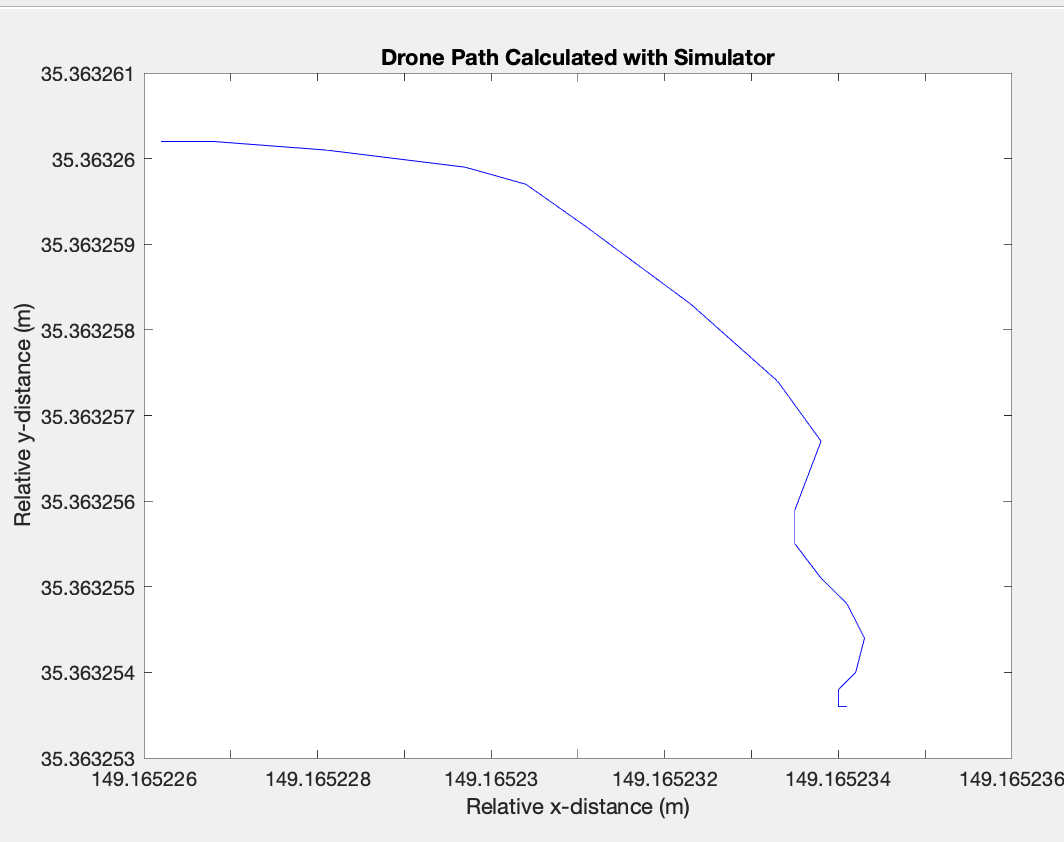 Drone Path Calculated with Simulator
35.363261
35.36326
35.363259
35.363258
35.363257
35.363256
35.363255
35.363254
35.363253
Relative y-distance (m)
149.165226 149.165228 149.16523 149.165232 149.165234 149.165236
Relative x-distance (m)